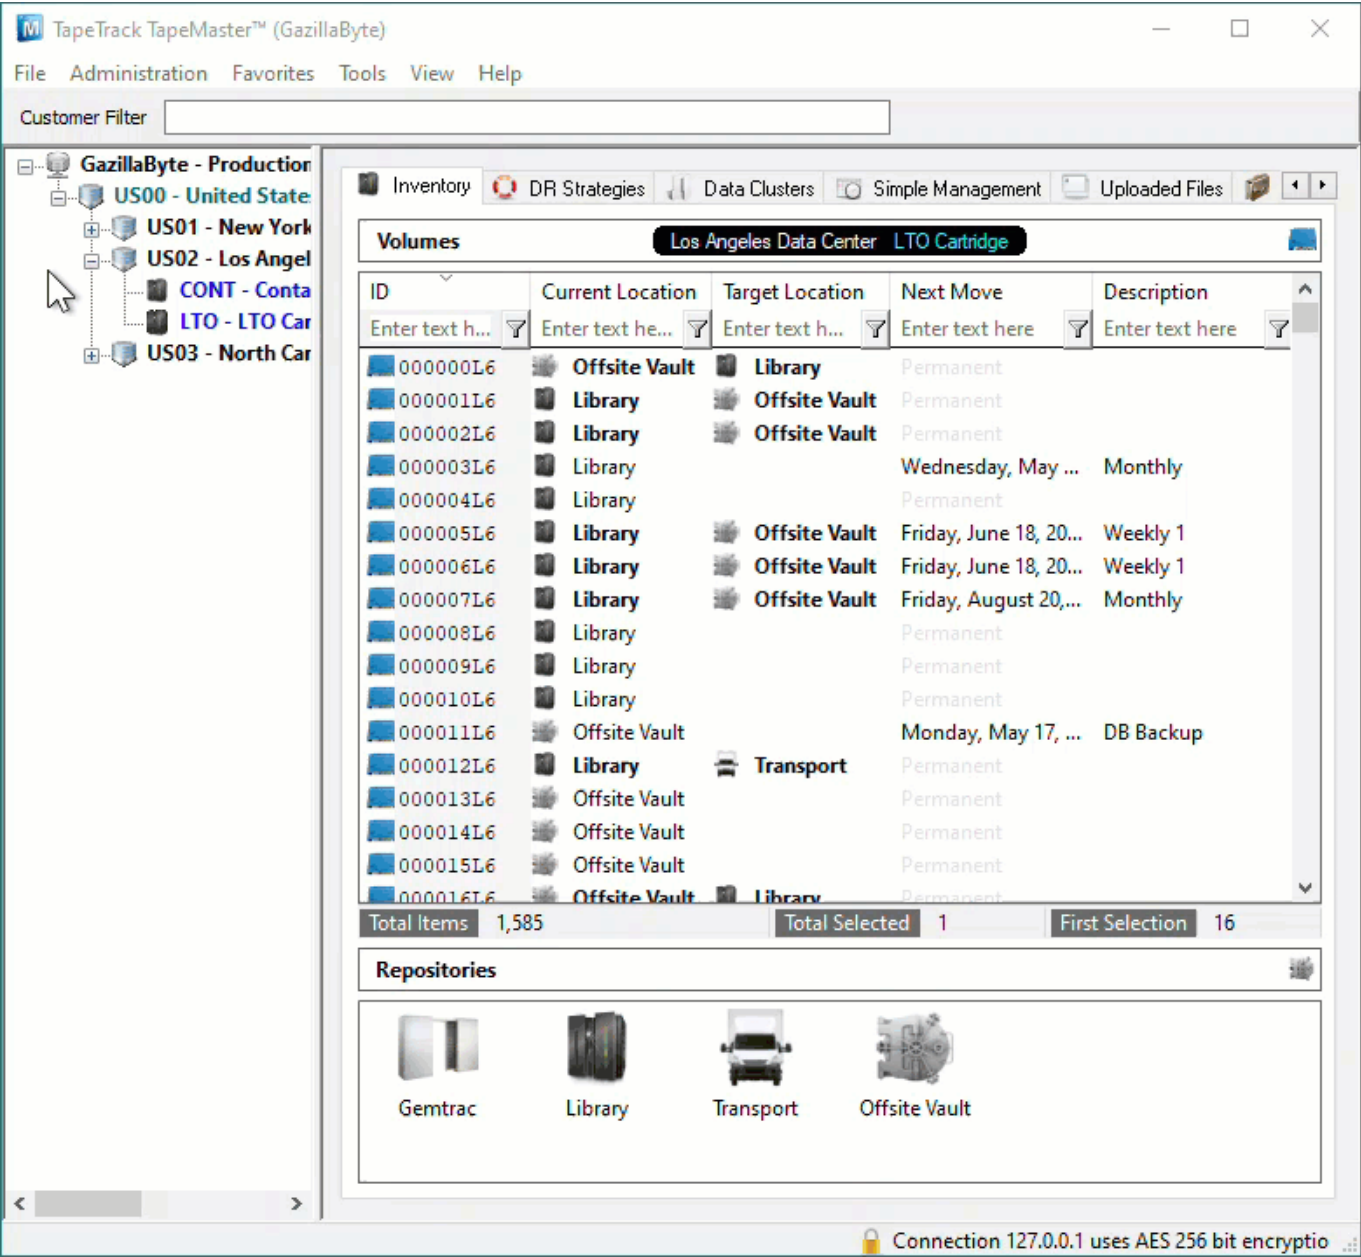 TapeTrack TapeMaster™ (GazillaByte)
File Administration Favorites Tools View Help
Customer Filter
GazillaByte - Production
US00 - United State
US01 - New York
US02 - Los Angel
CONT - Conta
LTO - LTO Car
US03 - North Car
Inventory DR Strategies Data Clusters Simple Management Uploaded Files
Volumes Los Angeles Data Center LTO Cartridge
ID Current Location Target Location Next Move Description
Enter text h... Enter text he... Enter text h... Enter text here Enter text here
000000L6 Offsite Vault Library Permanent
000001L6 Library Offsite Vault Permanent
000002L6 Library Offsite Vault Permanent
000003L6 Library Wednesday, May ... Monthly
000004L6 Library Permanent
000005L6 Library Offsite Vault Friday, June 18, 20... Weekly 1
000006L6 Library Offsite Vault Friday, June 18, 20... Weekly 1
000007L6 Library Offsite Vault Friday, August 20,... Monthly
000008L6 Library Permanent
000009L6 Library Permanent
000010L6 Library Permanent
000011L6 Offsite Vault Monday, May 17, ... DB Backup
000012L6 Library Transport Permanent
000013L6 Offsite Vault Permanent
000014L6 Offsite Vault Permanent
000015L6 Offsite Vault Permanent
000016L6 Offsite Vault Library Permanent
Total Items 1,585 Total Selected 1 First Selection 16
Repositories
Gemtrac Library Transport Offsite Vault
Connection 127.0.0.1 uses AES 256 bit encryptio